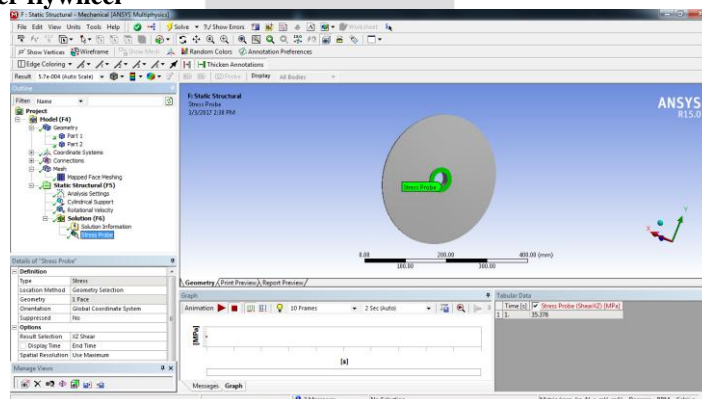 er flywheel
F: Static Structural - Mechanical [ANSYS Multiphysics]
File Edit View Units Tools Help Solve ?/ Show Errors Worksheet
Show Vertices Wireframe Show Mesh Random Colors Annotation Preferences
Edge Coloring Thicken Annotations
Result 5.7e-004 (Auto Scale) Probe Display All Bodies
Outline
Filter: Name
Project
Model (F4)
Geometry
Part 1
Part 2
Coordinate Systems
Connections
Mesh
Mapped Face Meshing
Static Structural (F5)
Analysis Settings
Cylindrical Support
Rotational Velocity
Solution (F6)
Solution Information
Stress Probe
F: Static Structural
Stress Probe
3/3/2017 2:38 PM
ANSYS
R15.0
Stress Probe
Y
X
0.00 200.00 400.00 (mm)
100.00 300.00
Geometry Print Preview Report Preview
Details of "Stress Probe"
Definition
Type Stress
Location Method Geometry Selection
Geometry 1 Face
Orientation Global Coordinate System
Suppressed No
Options
Result Selection XZ Shear
Display Time End Time
Spatial Resolution Use Maximum
Manage Views
Graph
Animation 10 Frames 2 Sec (Auto)
[MPa]
[s]
Messages Graph
Tabular Data
Time [s] Stress Probe (ShearXZ) [MPa]
1 1. 35.376
No Selection